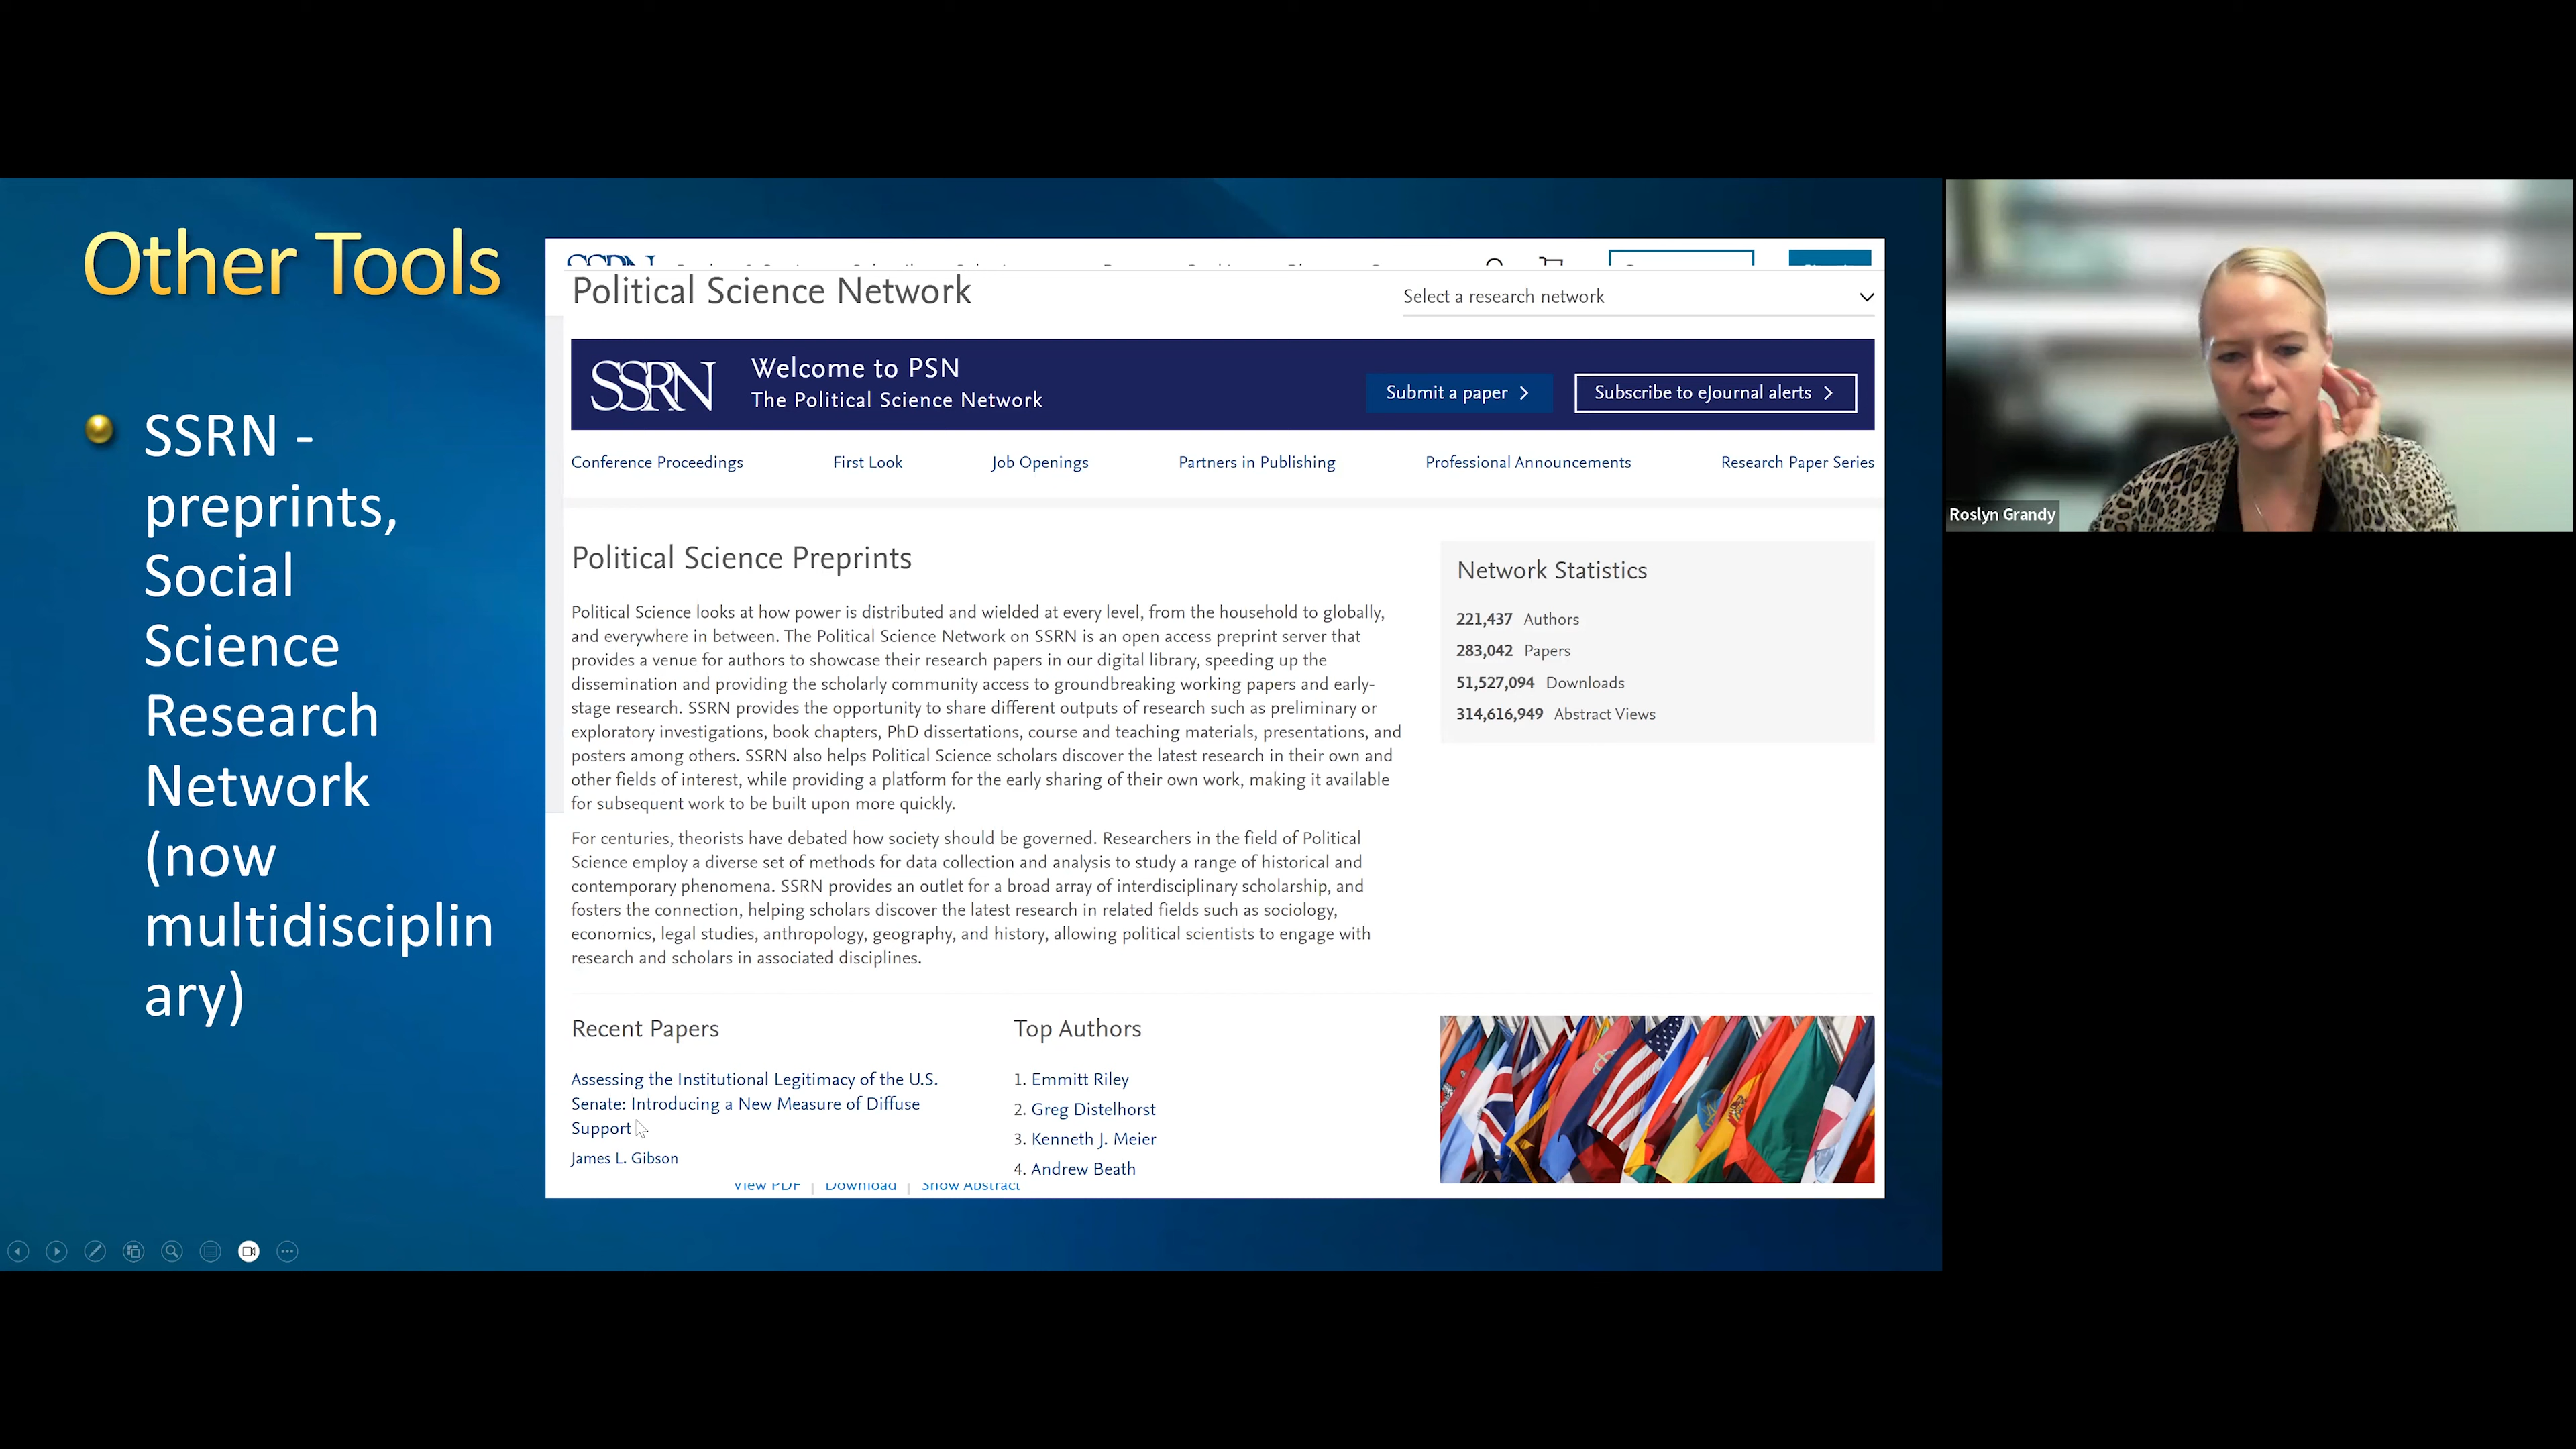 Other Tools
SSRN -
preprints,
Social
Science
Research
Network
(now
multidisciplin
ary)
SSRN
Political Science Network
Select a research network
SSRN
Welcome to PSN
The Political Science Network
Submit a paper
Subscribe to eJournal alerts
Conference Proceedings
First Look
Job Openings
Partners in Publishing
Professional Announcements
Research Paper Series
Political Science Preprints
Political Science looks at how power is distributed and wielded at every level, from the household to globally,
and everywhere in between. The Political Science Network on SSRN is an open access preprint server that
provides a venue for authors to showcase their research papers in our digital library, speeding up the
dissemination and providing the scholarly community access to groundbreaking working papers and early-
stage research. SSRN provides the opportunity to share different outputs of research such as preliminary or
exploratory investigations, book chapters, PhD dissertations, course and teaching materials, presentations, and
posters among others. SSRN also helps Political Science scholars discover the latest research in their own and
other fields of interest, while providing a platform for the early sharing of their own work, making it available
for subsequent work to be built upon more quickly.
For centuries, theorists have debated how society should be governed. Researchers in the field of Political
Science employ a diverse set of methods for data collection and analysis to study a range of historical and
contemporary phenomena. SSRN provides an outlet for a broad array of interdisciplinary scholarship, and
fosters the connection, helping scholars discover the latest research in related fields such as sociology,
economics, legal studies, anthropology, geography, and history, allowing political scientists to engage with
research and scholars in associated disciplines.
Network Statistics
221,437 Authors
283,042 Papers
51,527,094 Downloads
314,616,949 Abstract Views
Recent Papers
Assessing the Institutional Legitimacy of the U.S.
Senate: Introducing a New Measure of Diffuse
Support
James L. Gibson
Top Authors
1. Emmitt Riley
2. Greg Distelhorst
3. Kenneth J. Meier
4. Andrew Beath
View PDF | Download | Show Abstract
Roslyn Grandy